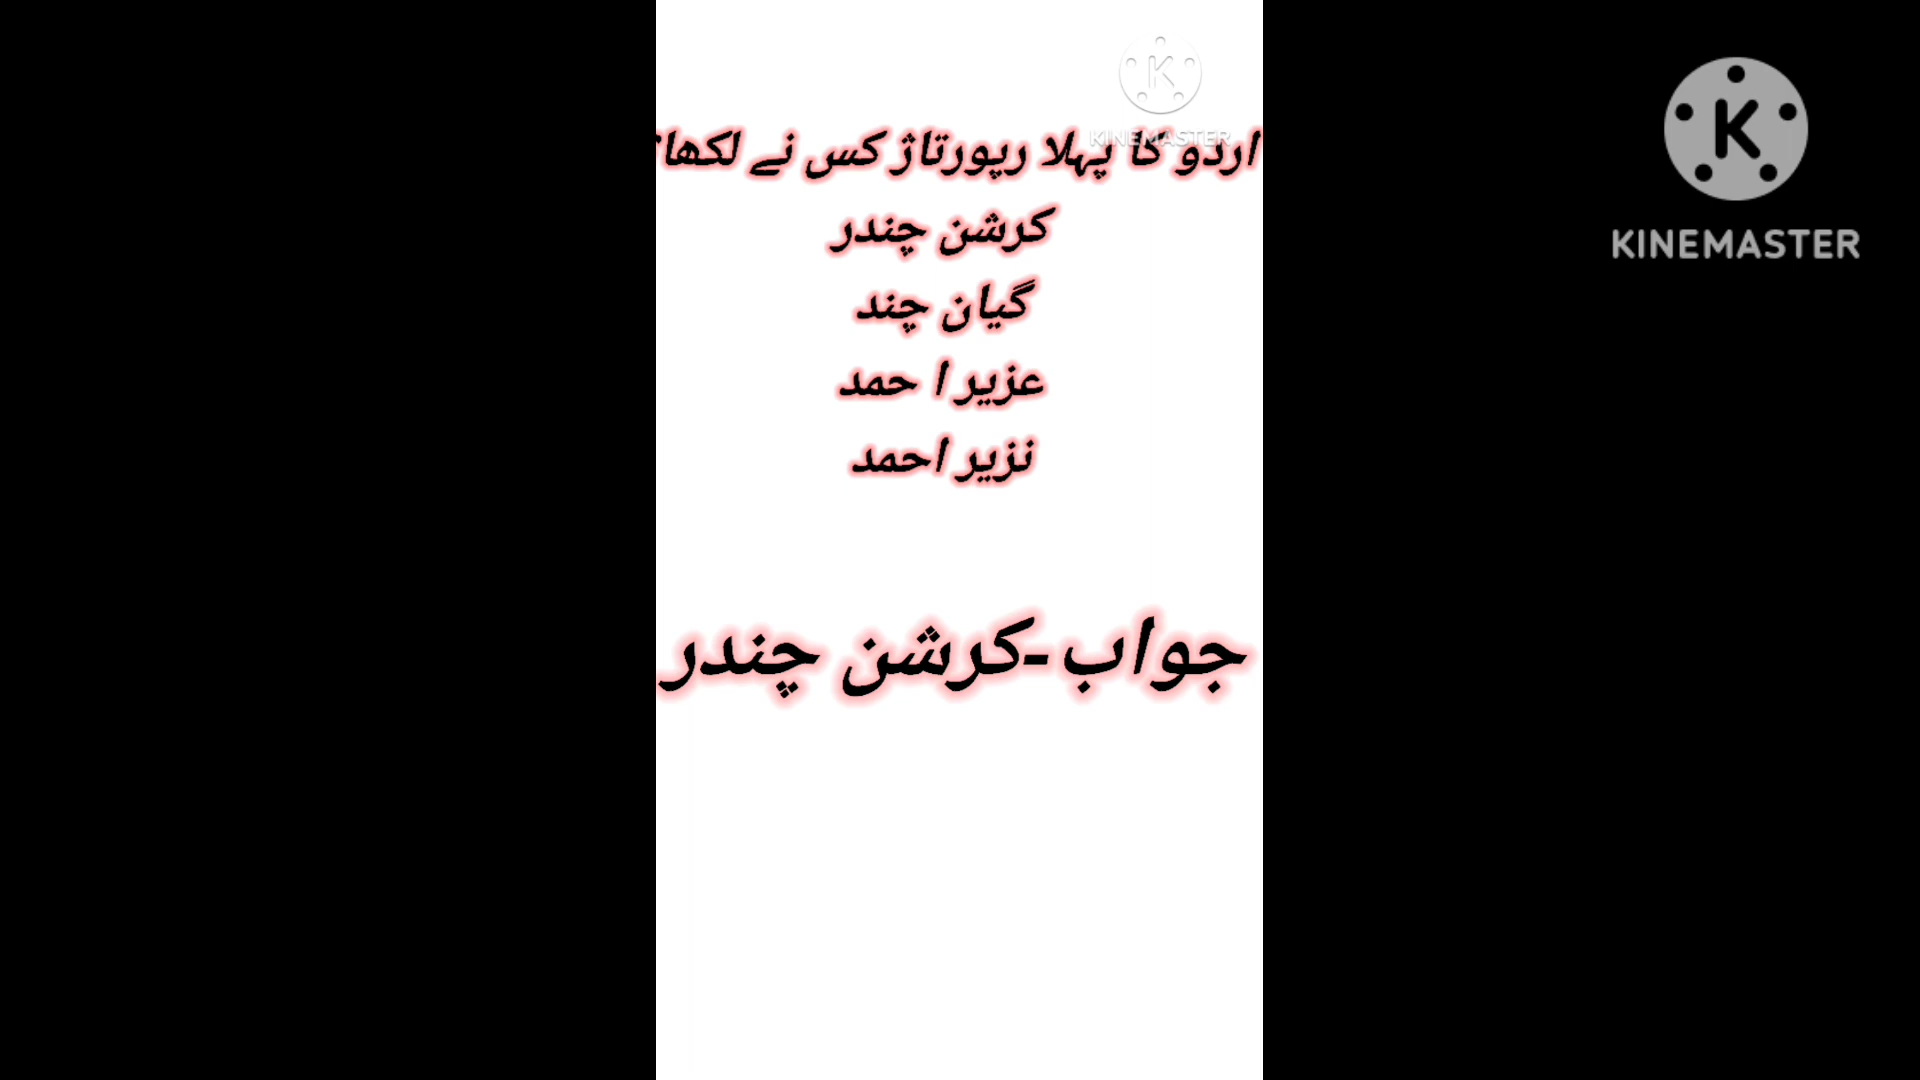 KINEMASTER
KINEMASTER
اردو کا پہلا رپورتاژ کس نے لکھا؟
کرشن چندر
گیان چند
عزیر ا حمد
نزیر احمد
جواب-کرشن چندر